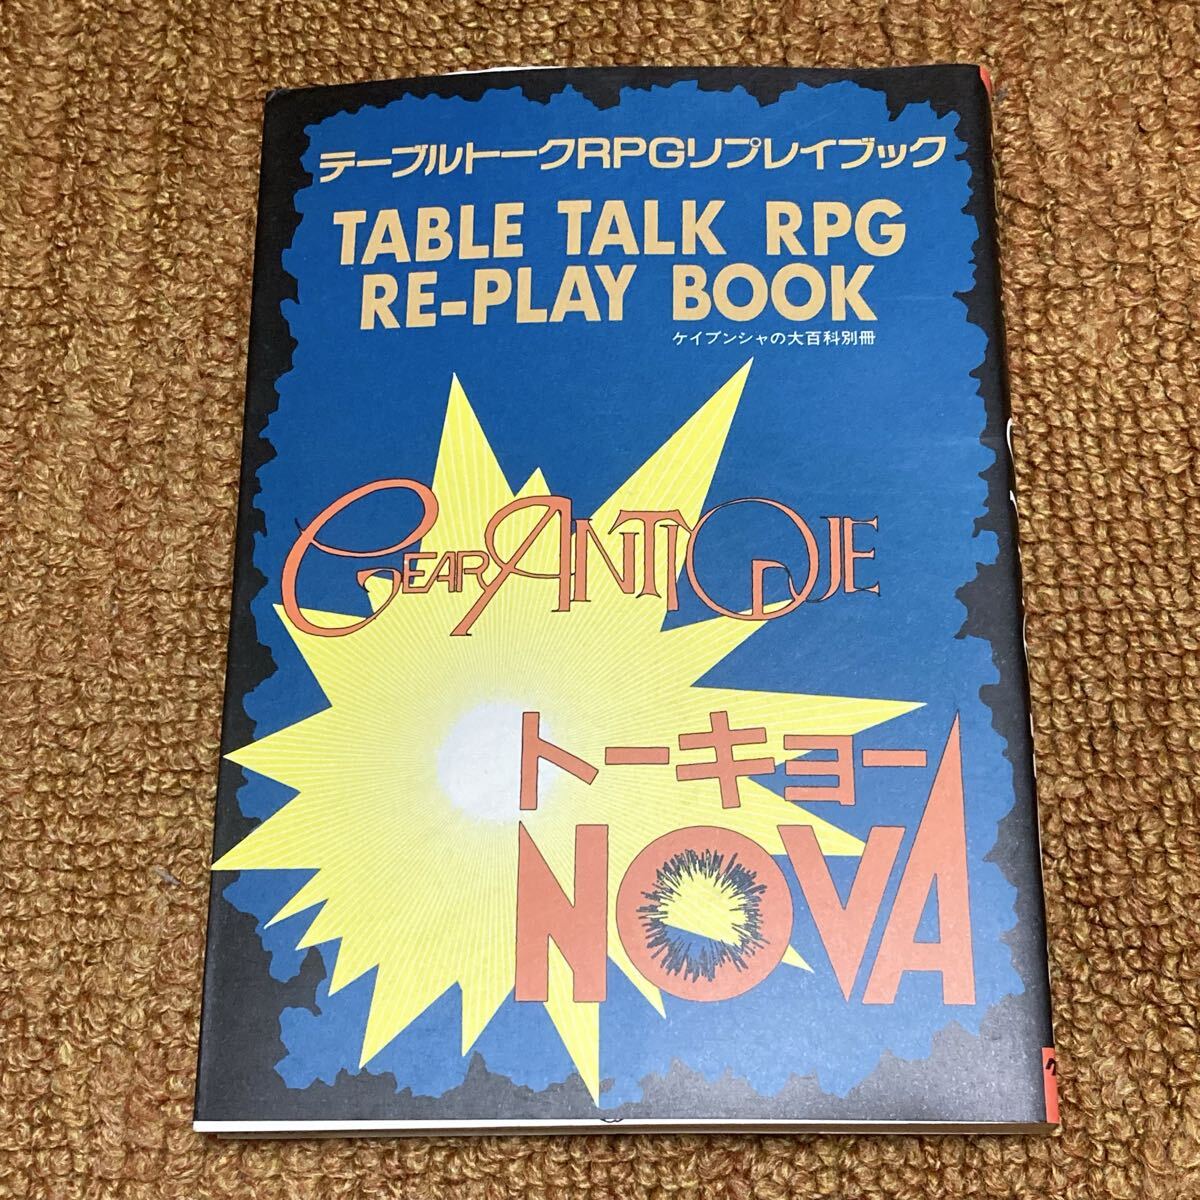 テーブルトークRPGリプレイブック
TABLE TALK RPG
RE-PLAY BOOK
ケイブンシャの大百科別冊
GEAR ANTIQUE
トーキョー
NOVA